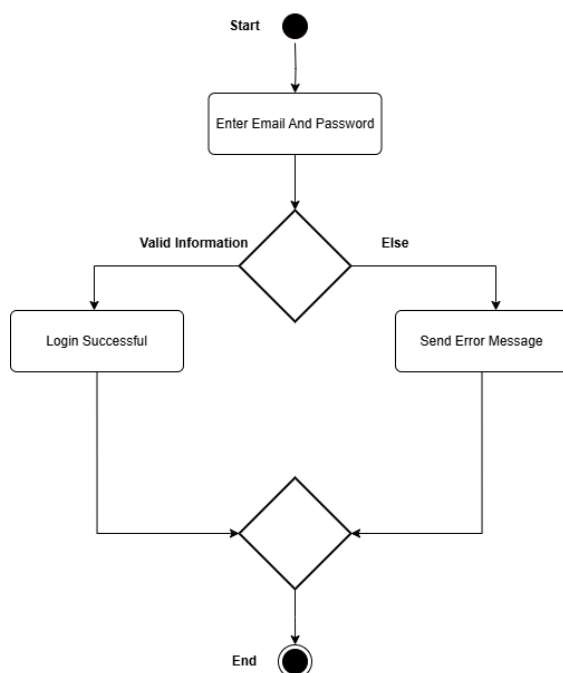 Start
Enter Email And Password
Valid Information
Else
Login Successful
Send Error Message
End